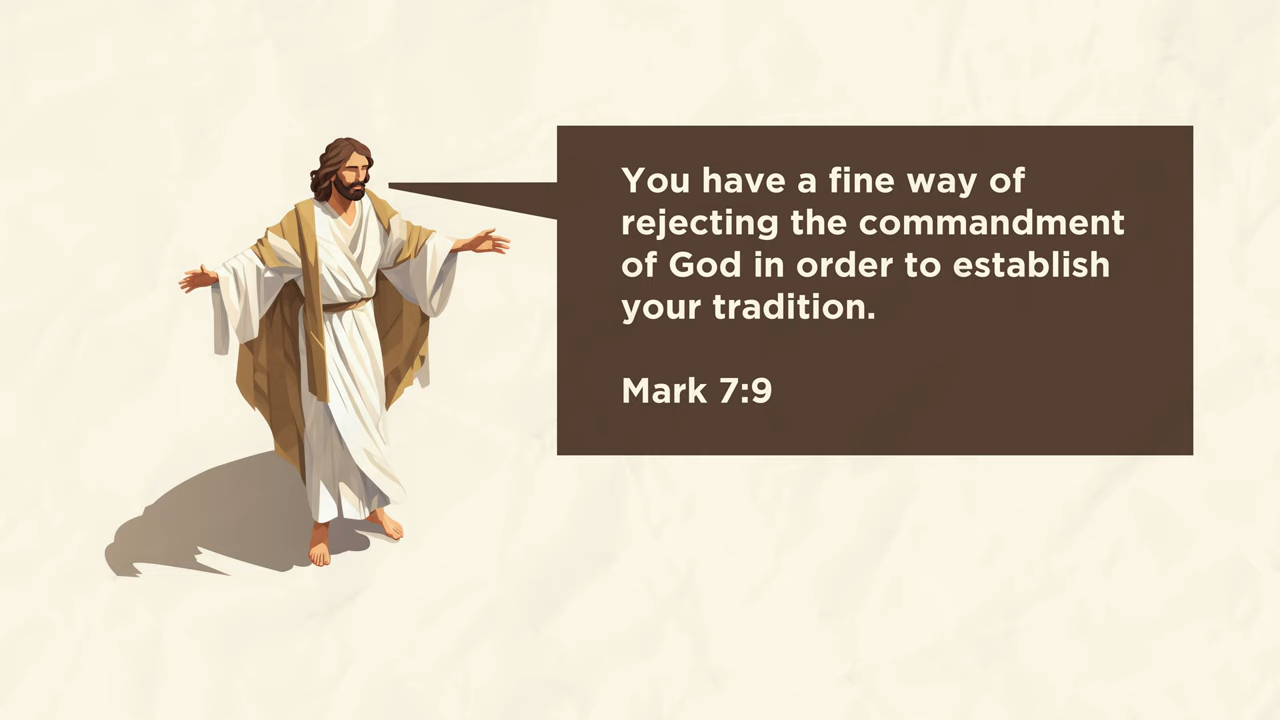 You have a fine way of
rejecting the commandment
of God in order to establish
your tradition.
Mark 7:9